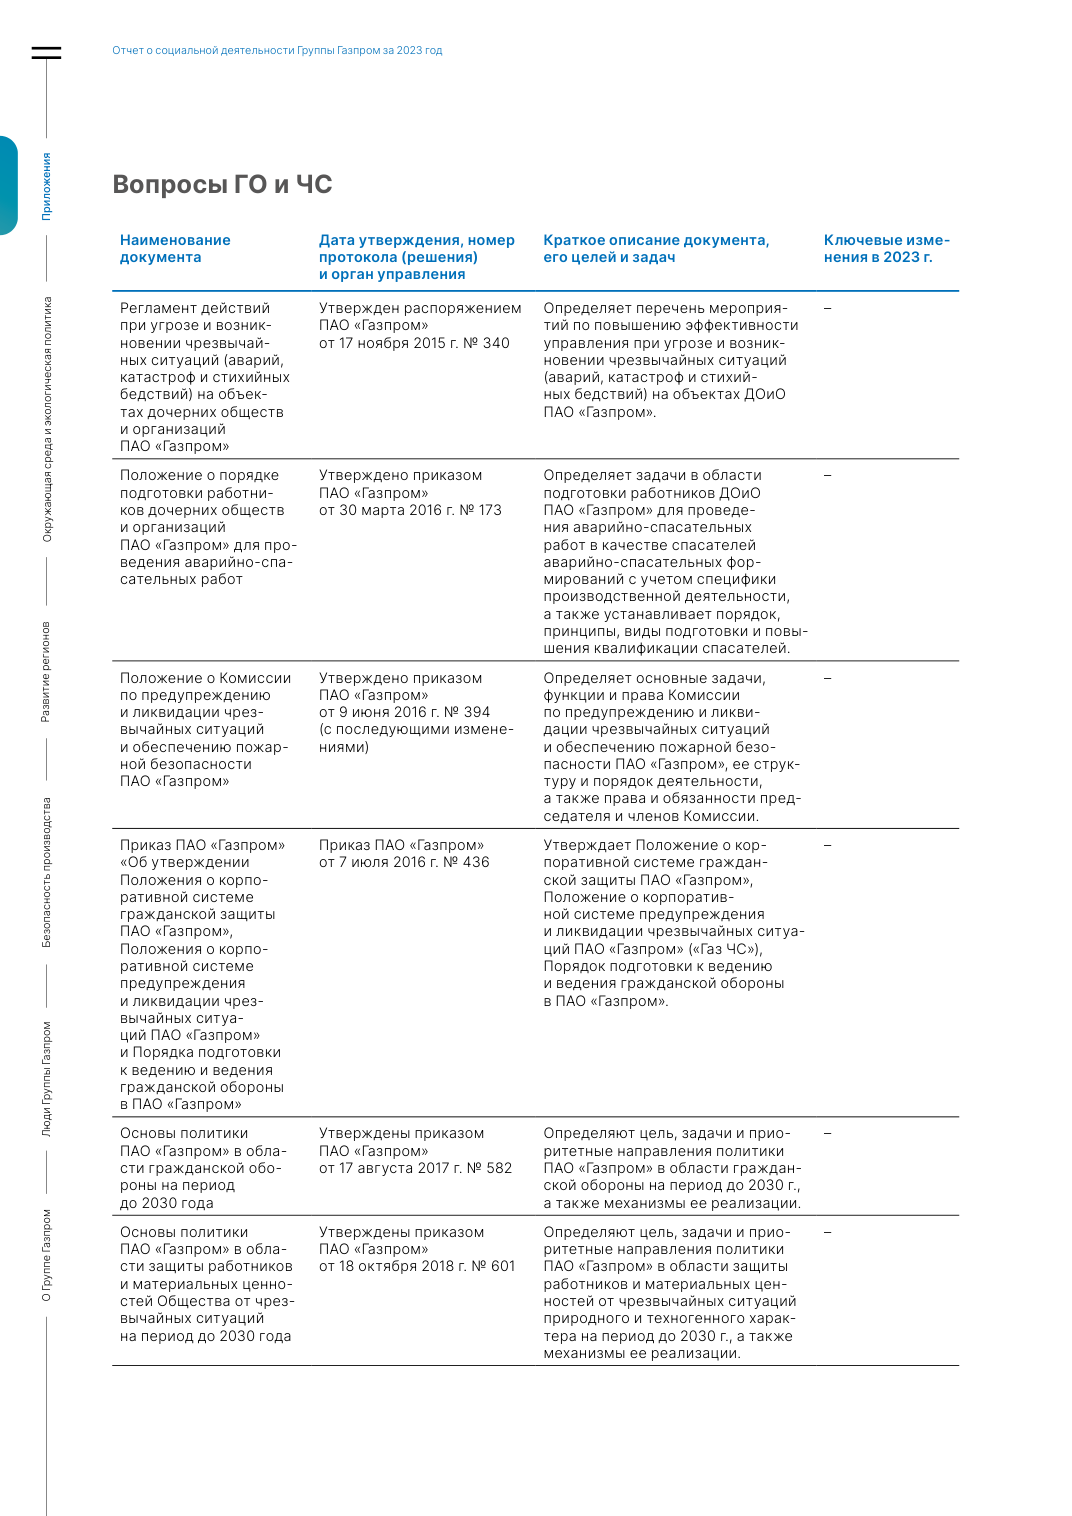 Отчет о социальной деятельности Группы Газпром за 2023 год
Приложения
Окружающая среда и экологическая политика
Развитие регионов
Безопасность производства
Люди Группы Газпром
О Группе Газпром
Вопросы ГО и ЧС
Наименование
документа
Дата утверждения, номер
протокола (решения)
и орган управления
Краткое описание документа,
его целей и задач
Ключевые изме-
нения в 2023 г.
Регламент действий
при угрозе и возник-
новении чрезвычай-
ных ситуаций (аварий,
катастроф и стихийных
бедствий) на объек-
тах дочерних обществ
и организаций
ПАО «Газпром»
Утвержден распоряжением
ПАО «Газпром»
от 17 ноября 2015 г. № 340
Определяет перечень мероприя-
тий по повышению эффективности
управления при угрозе и возник-
новении чрезвычайных ситуаций
(аварий, катастроф и стихий-
ных бедствий) на объектах ДОиО
ПАО «Газпром».
–
Положение о порядке
подготовки работни-
ков дочерних обществ
и организаций
ПАО «Газпром» для про-
ведения аварийно-спа-
сательных работ
Утверждено приказом
ПАО «Газпром»
от 30 марта 2016 г. № 173
Определяет задачи в области
подготовки работников ДОиО
ПАО «Газпром» для проведе-
ния аварийно-спасательных
работ в качестве спасателей
аварийно-спасательных фор-
мирований с учетом специфики
производственной деятельности,
а также устанавливает порядок,
принципы, виды подготовки и повы-
шения квалификации спасателей.
–
Положение о Комиссии
по предупреждению
и ликвидации чрез-
вычайных ситуаций
и обеспечению пожар-
ной безопасности
ПАО «Газпром»
Утверждено приказом
ПАО «Газпром»
от 9 июня 2016 г. № 394
(с последующими измене-
ниями)
Определяет основные задачи,
функции и права Комиссии
по предупреждению и ликви-
дации чрезвычайных ситуаций
и обеспечению пожарной безо-
пасности ПАО «Газпром», ее струк-
туру и порядок деятельности,
а также права и обязанности пред-
седателя и членов Комиссии.
–
Приказ ПАО «Газпром»
«Об утверждении
Положения о корпо-
ративной системе
гражданской защиты
ПАО «Газпром»,
Положения о корпо-
ративной системе
предупреждения
и ликвидации чрез-
вычайных ситуа-
ций ПАО «Газпром»
и Порядка подготовки
к ведению и ведения
гражданской обороны
в ПАО «Газпром»
Приказ ПАО «Газпром»
от 7 июля 2016 г. № 436
Утверждает Положение о кор-
поративной системе граждан-
ской защиты ПАО «Газпром»,
Положение о корпоратив-
ной системе предупреждения
и ликвидации чрезвычайных ситуа-
ций ПАО «Газпром» («Газ ЧС»),
Порядок подготовки к ведению
и ведения гражданской обороны
в ПАО «Газпром».
–
Основы политики
ПАО «Газпром» в обла-
сти гражданской обо-
роны на период
до 2030 года
Утверждены приказом
ПАО «Газпром»
от 17 августа 2017 г. № 582
Определяют цель, задачи и прио-
ритетные направления политики
ПАО «Газпром» в области граждан-
ской обороны на период до 2030 г.,
а также механизмы ее реализации.
–
Основы политики
ПАО «Газпром» в обла-
сти защиты работников
и материальных ценно-
стей Общества от чрез-
вычайных ситуаций
на период до 2030 года
Утверждены приказом
ПАО «Газпром»
от 18 октября 2018 г. № 601
Определяют цель, задачи и прио-
ритетные направления политики
ПАО «Газпром» в области защиты
работников и материальных цен-
ностей от чрезвычайных ситуаций
природного и техногенного харак-
тера на период до 2030 г., а также
механизмы ее реализации.
–